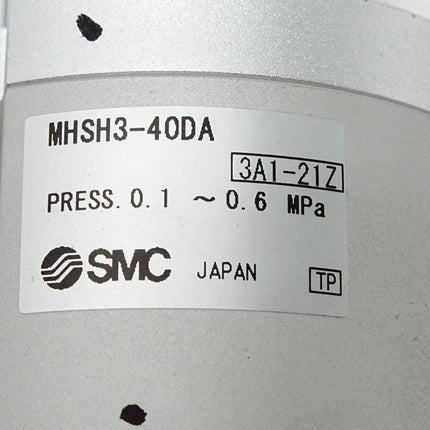 MHSH3-40DA
3A1-21Z
PRESS. 0.1 ~ 0.6 MPa
SMC JAPAN TP